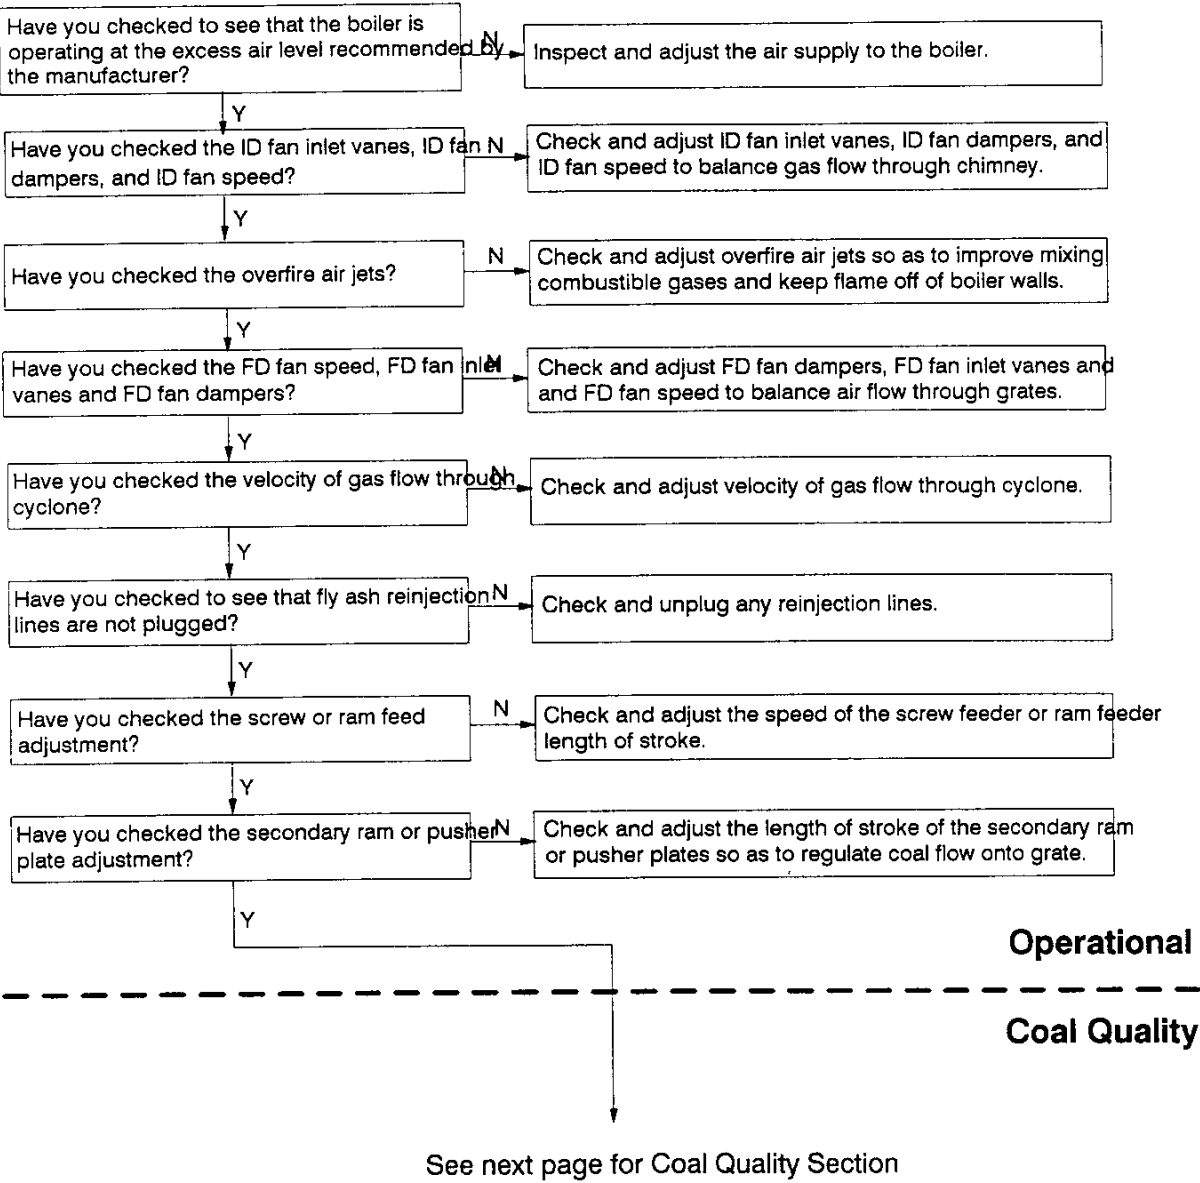 Have you checked to see that the boiler is
operating at the excess air level recommended by
the manufacturer?
N
Inspect and adjust the air supply to the boiler.
Y
Have you checked the ID fan inlet vanes, ID fan
dampers, and ID fan speed?
N
Check and adjust ID fan inlet vanes, ID fan dampers, and
ID fan speed to balance gas flow through chimney.
Y
Have you checked the overfire air jets?
N
Check and adjust overfire air jets so as to improve mixing
combustible gases and keep flame off of boiler walls.
Y
Have you checked the FD fan speed, FD fan inlet
vanes and FD fan dampers?
N
Check and adjust FD fan dampers, FD fan inlet vanes and
and FD fan speed to balance air flow through grates.
Y
Have you checked the velocity of gas flow through
cyclone?
N
Check and adjust velocity of gas flow through cyclone.
Y
Have you checked to see that fly ash reinjection
lines are not plugged?
N
Check and unplug any reinjection lines.
Y
Have you checked the screw or ram feed
adjustment?
N
Check and adjust the speed of the screw feeder or ram feeder
length of stroke.
Y
Have you checked the secondary ram or pusher
plate adjustment?
N
Check and adjust the length of stroke of the secondary ram
or pusher plates so as to regulate coal flow onto grate.
Y
Operational
Coal Quality
See next page for Coal Quality Section